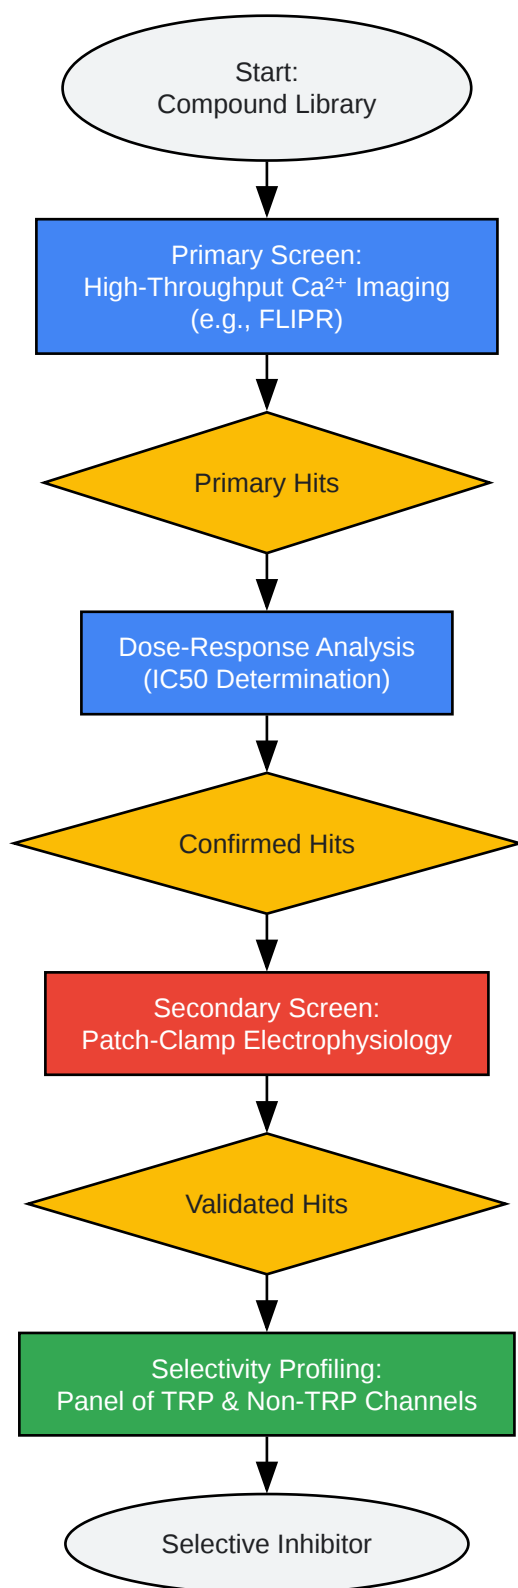 Start:
Compound Library
Primary Screen:
High-Throughput Ca²⁺ Imaging
(e.g., FLIPR)
Primary Hits
Dose-Response Analysis
(IC50 Determination)
Confirmed Hits
Secondary Screen:
Patch-Clamp Electrophysiology
Validated Hits
Selectivity Profiling:
Panel of TRP & Non-TRP Channels
Selective Inhibitor